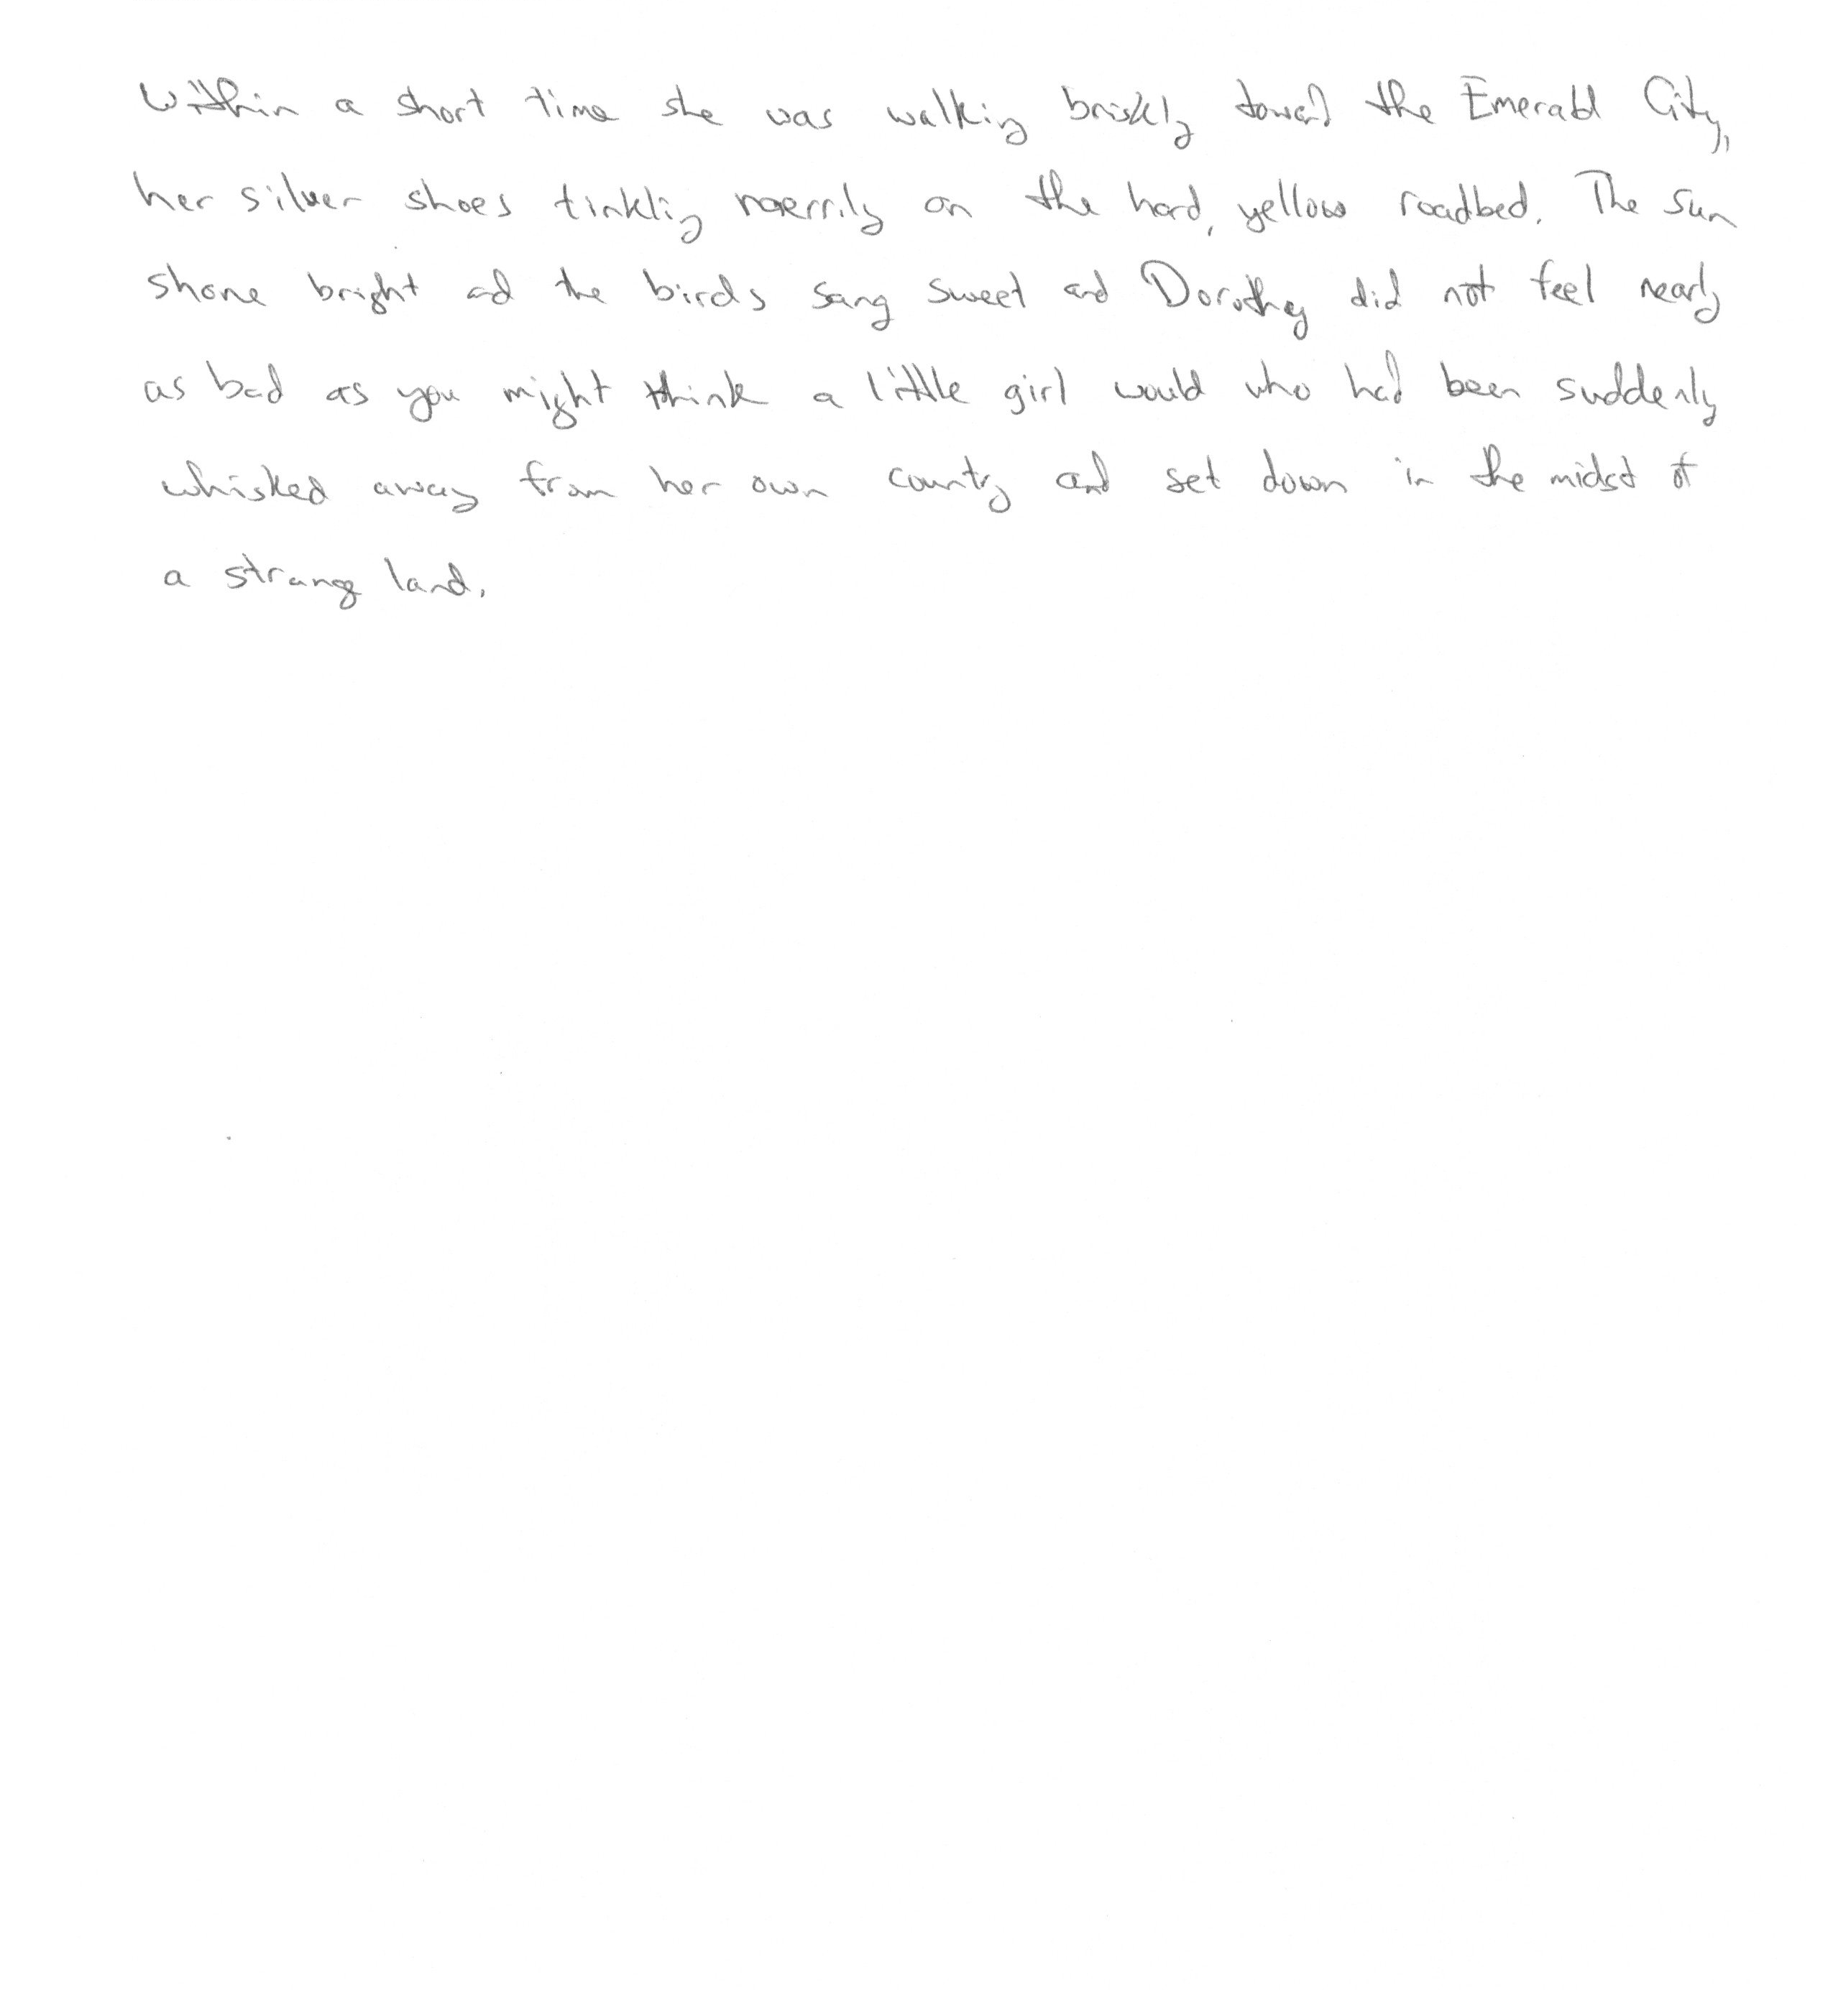 Within a short time she was walking briskly toward the Emerald City,
her silver shoes tinkling merrily on the hard, yellow roadbed. The sun
shone bright and the birds sang sweet and Dorothy did not feel nearly
as bad as you might think a little girl would who had been suddenly
whisked away from her own country and set down in the midst of
a strange land.